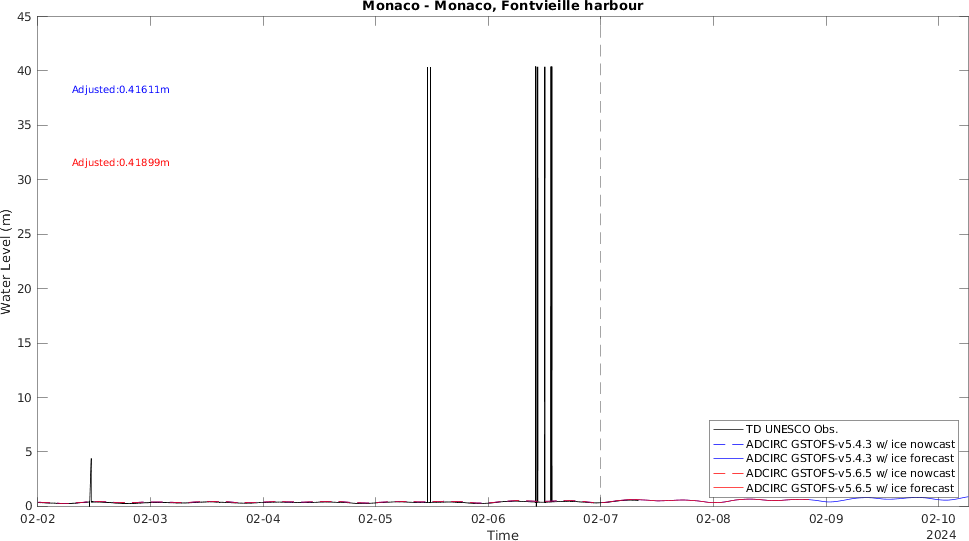 Monaco - Monaco, Fontvieille harbour
45
40
35
30
25
20
15
10
5
0
Water Level (m)
Adjusted:0.41611m
Adjusted:0.41899m
TD UNESCO Obs.
ADCIRC GSTOFS-v5.4.3 w/ ice nowcast
ADCIRC GSTOFS-v5.4.3 w/ ice forecast
ADCIRC GSTOFS-v5.6.5 w/ ice nowcast
ADCIRC GSTOFS-v5.6.5 w/ ice forecast
02-02 02-03 02-04 02-05 02-06 02-07 02-08 02-09 02-10
Time
2024